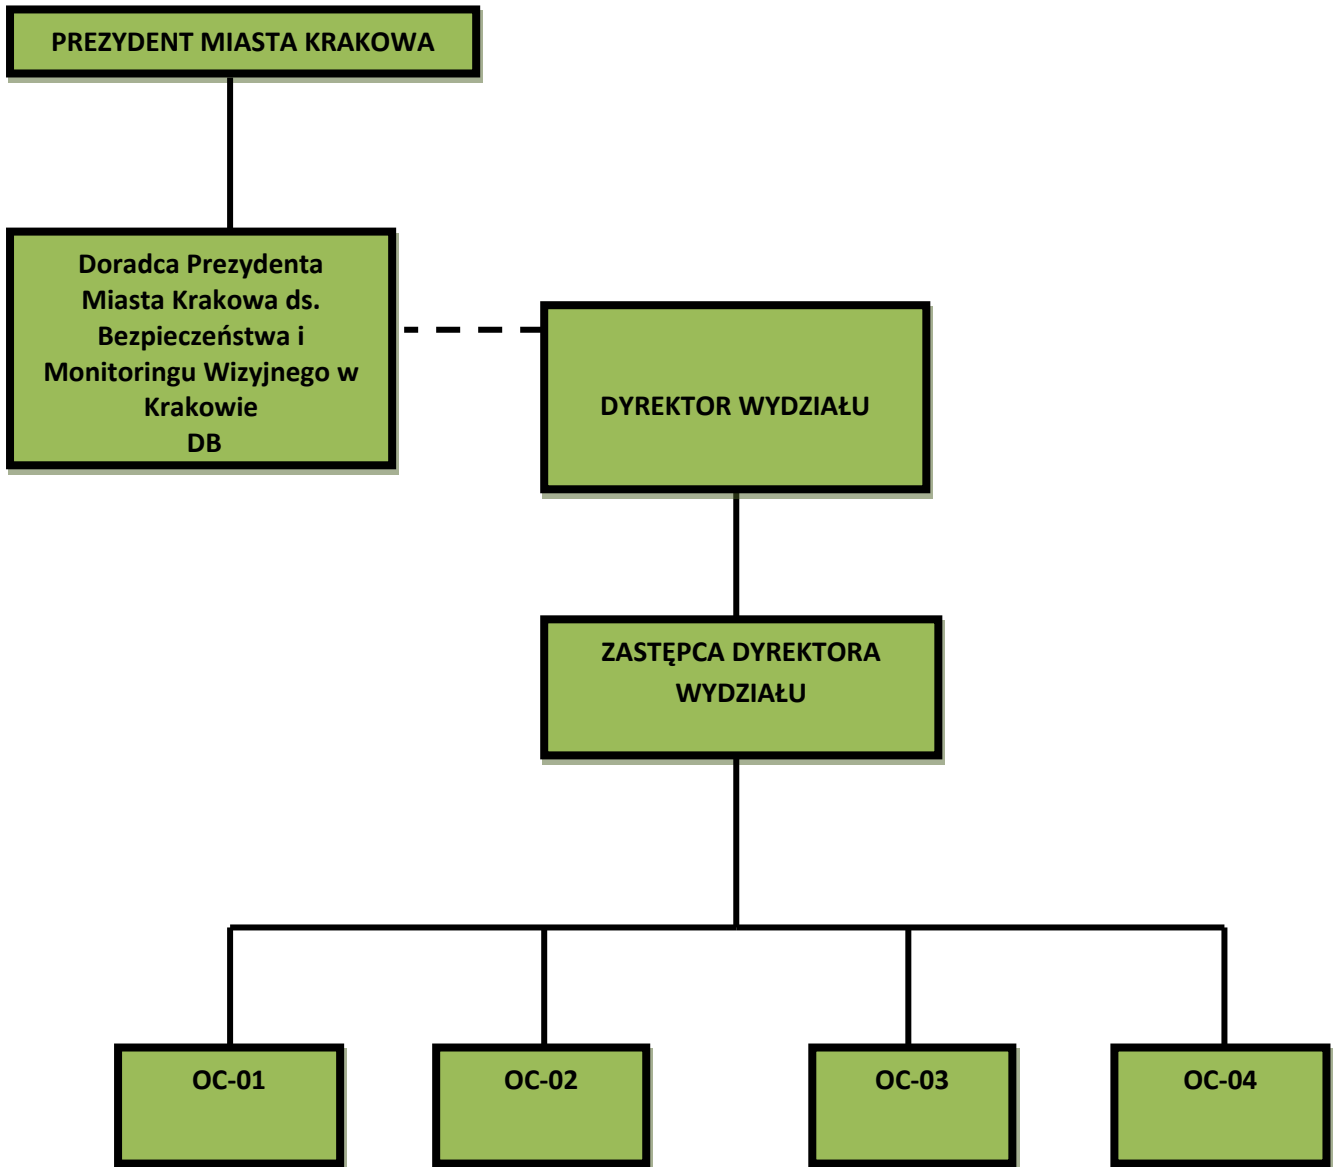 PREZYDENT MIASTA KRAKOWA
Doradca Prezydenta
Miasta Krakowa ds.
Bezpieczeństwa i
Monitoringu Wizyjnego w
Krakowie
DB
DYREKTOR WYDZIAŁU
ZASTĘPCA DYREKTORA
WYDZIAŁU
OC-01
OC-02
OC-03
OC-04